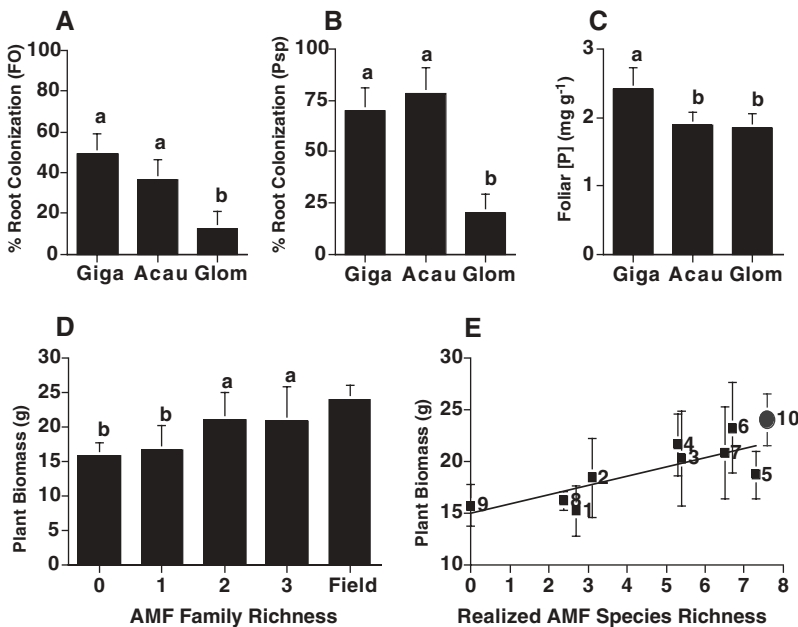 A
% Root Colonization (FO)
100
80
60
40
20
0
a
a
b
Giga Acau Glom
B
% Root Colonization (Psp)
100
75
50
25
0
a
a
b
Giga Acau Glom
C
Foliar [P] (mg g-1)
3
2
1
0
a
b
b
Giga Acau Glom
D
Plant Biomass (g)
30
25
20
15
10
5
0
b
b
a
a
0 1 2 3 Field
AMF Family Richness
E
Plant Biomass (g)
30
25
20
15
10
9
8
1
2
4
3
7
6
5
10
0 1 2 3 4 5 6 7 8
Realized AMF Species Richness